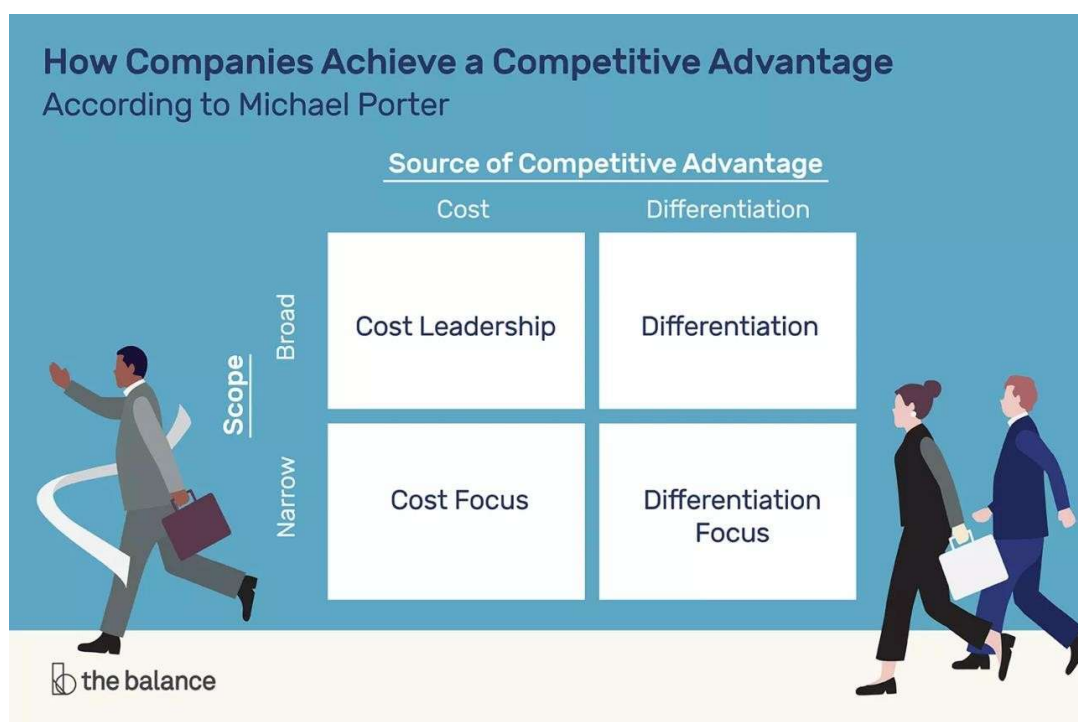 How Companies Achieve a Competitive Advantage
According to Michael Porter
Source of Competitive Advantage
Cost
Differentiation
Scope
Broad
Cost Leadership
Differentiation
Narrow
Cost Focus
Differentiation
Focus
the balance